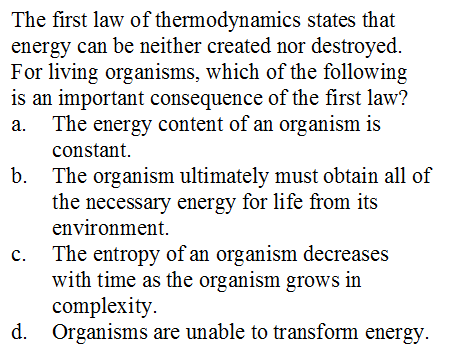 The first law of thermodynamics states that
energy can be neither created nor destroyed.
For living organisms, which of the following
is an important consequence of the first law?
a. The energy content of an organism is
constant.
b. The organism ultimately must obtain all of
the necessary energy for life from its
environment.
c. The entropy of an organism decreases
with time as the organism grows in
complexity.
d. Organisms are unable to transform energy.